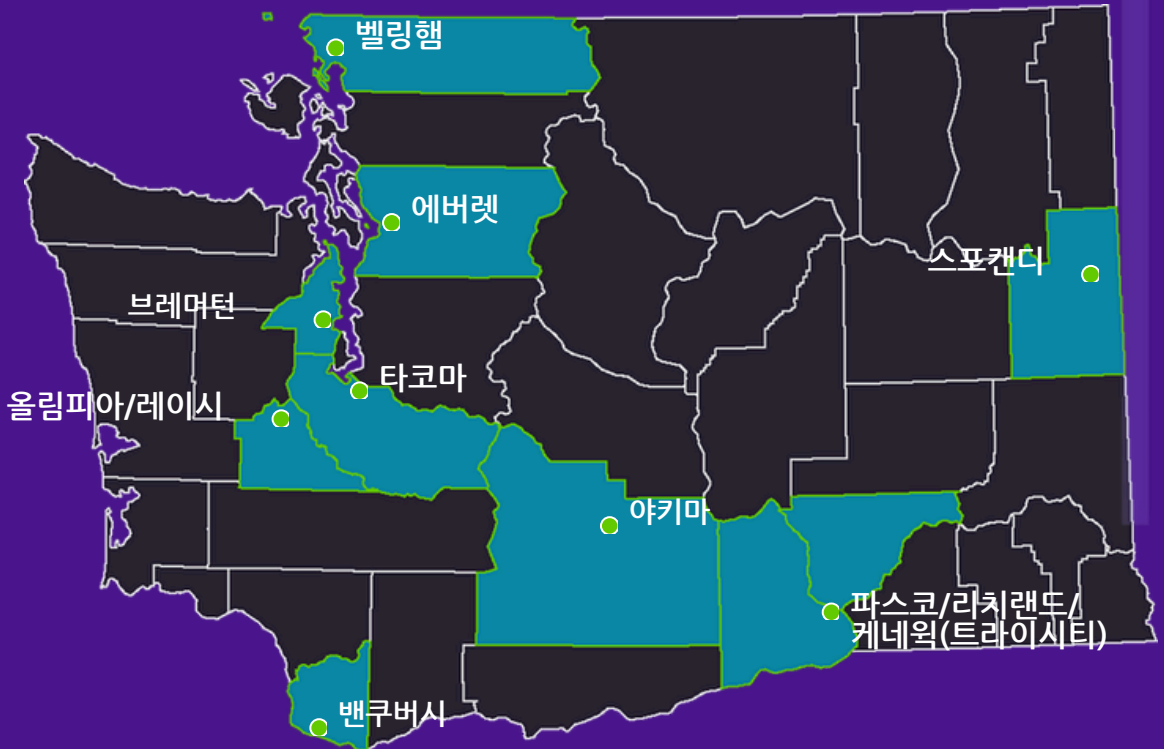 벨링햄
에버렛
스포캔디
브레머턴
타코마
올림피아/레이시
야키마
파스코/리치랜드/
케네윅(트라이시티)
밴쿠버시